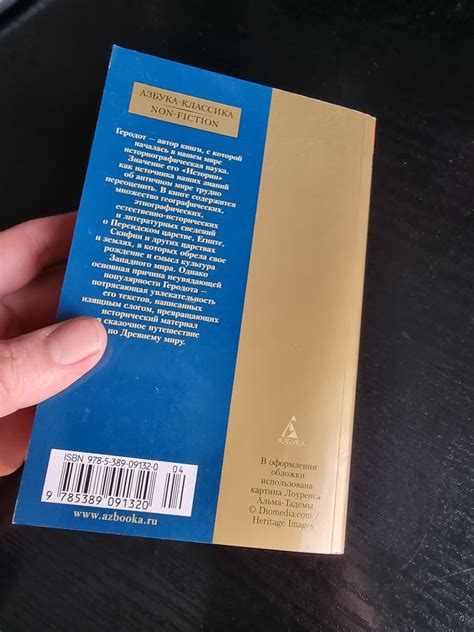 АЗБУКА-КЛАССИКА
NON-FICTION
Геродот — автор книги, с которой
началась в нашем мире
историографическая наука.
Значение его «Истории»
как источника наших знаний
об античном мире трудно
переоценить. В книге содержится
множество географических,
этнографических,
естественно-исторических
и литературных сведений
о Персидском царстве, Египте,
Скифии и других царствах
и землях, в которых обрела свое
рождение и смысл культура
Западного мира. Однако
основная причина неувядающей
популярности Геродота —
потрясающая увлекательность
его текстов, написанных
изящным слогом, превращающих
исторический материал
в сказочное путешествие
по Древнему миру.
ISBN 978-5-389-09132-0
04
9 785389 091320
www.azbooka.ru
АЗБУКА
В оформлении
обложки
использована
картина Лоуренса
Альма-Тадемы
© Diomedia.com/
Heritage Images